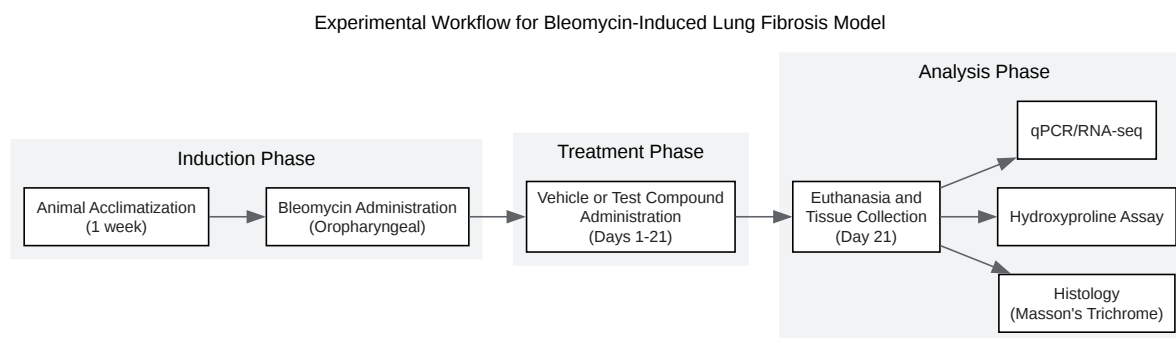 Experimental Workflow for Bleomycin-Induced Lung Fibrosis Model
Induction Phase
Animal Acclimatization
(1 week)
Bleomycin Administration
(Oropharyngeal)
Treatment Phase
Vehicle or Test Compound
Administration
(Days 1-21)
Analysis Phase
Euthanasia and
Tissue Collection
(Day 21)
qPCR/RNA-seq
Hydroxyproline Assay
Histology
(Masson's Trichrome)